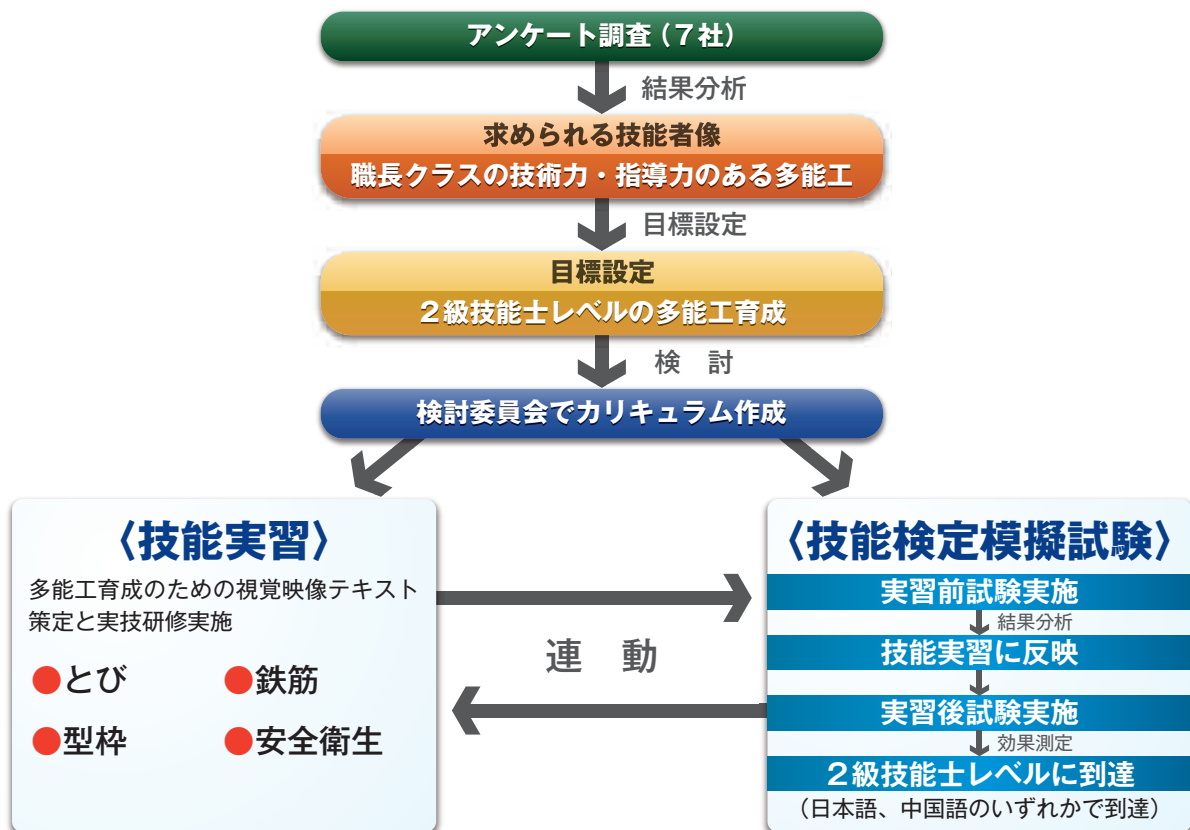 アンケート調査（７社）
結果分析
求められる技能者像
職長クラスの技術力・指導力のある多能工
目標設定
目標設定
２級技能士レベルの多能工育成
検　討
検討委員会でカリキュラム作成
〈技能実習〉
多能工育成のための視覚映像テキスト
策定と実技研修実施
●とび
●鉄筋
●型枠
●安全衛生
連　動
〈技能検定模擬試験〉
実習前試験実施
結果分析
技能実習に反映
実習後試験実施
効果測定
２級技能士レベルに到達
（日本語、中国語のいずれかで到達）